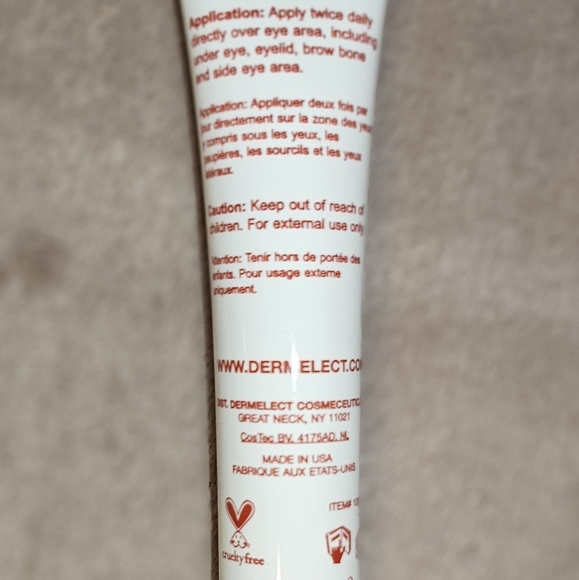 Application: Apply twice daily
directly over eye area, including
under eye, eyelid, brow bone
and side eye area.
Application: Appliquer deux fois par
jour directement sur la zone des yeux
y compris sous les yeux, les
paupières, les sourcils et les yeux
latéraux.
Caution: Keep out of reach of
children. For external use only
Attention: Tenir hors de portée des
enfants. Pour usage externe
uniquement.
WWW.DERMELECT.CO
DIST. DERMELECT COSMECEUTIC
GREAT NECK, NY 11021
CosTec BV, 4175AD, NL
MADE IN USA
FABRIQUE AUX ETATS-UNIS
ITEM#
crueltyfree